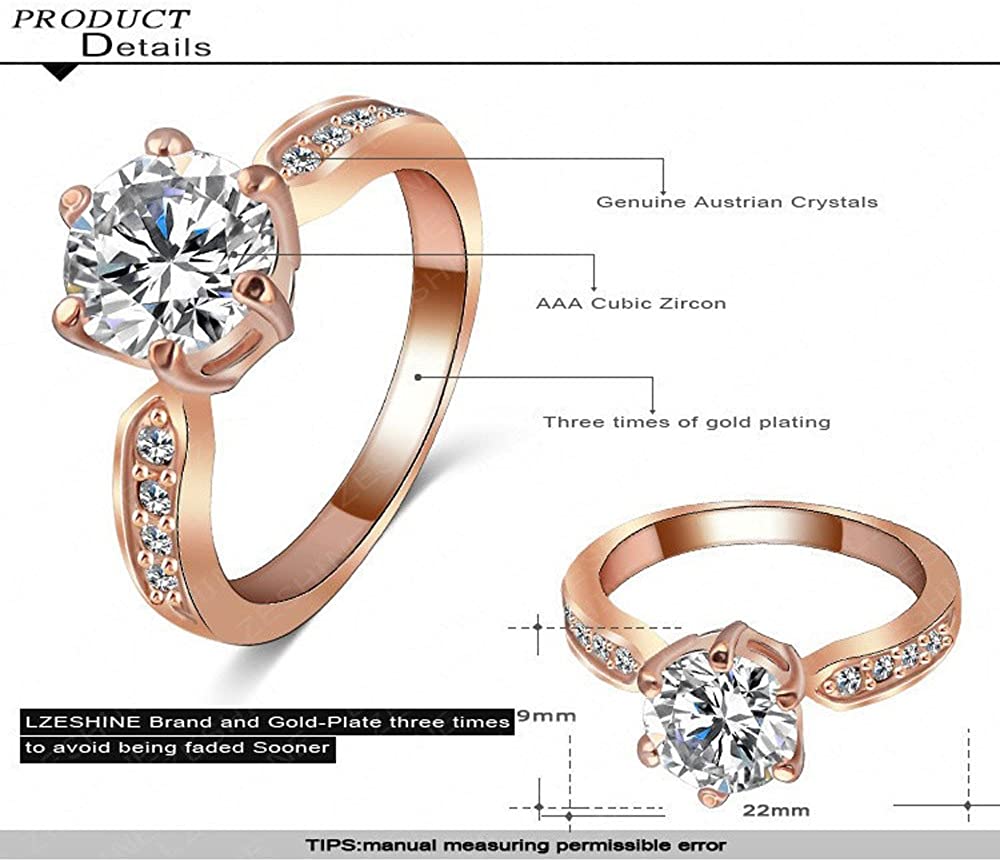 PRODUCT
Details
Genuine Austrian Crystals
AAA Cubic Zircon
Three times of gold plating
LZESHINE Brand and Gold-Plate three times
to avoid being faded Sooner
9mm
22mm
TIPS:manual measuring permissible error